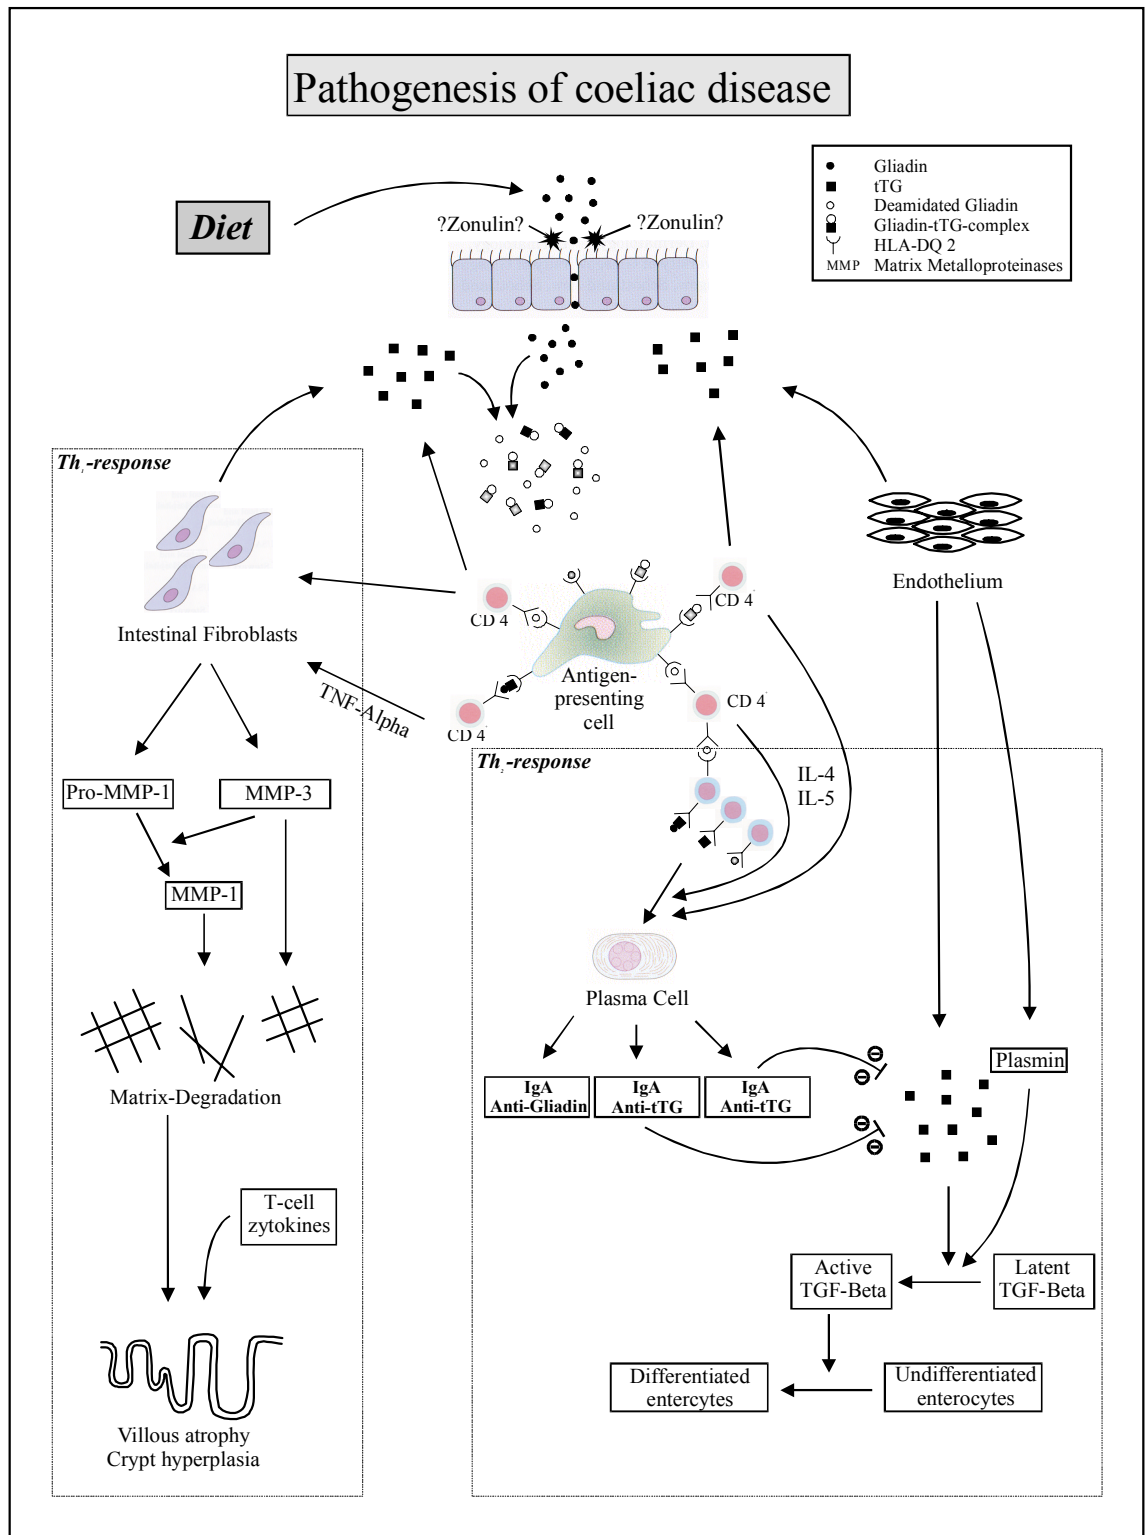 Pathogenesis of coeliac disease
Gliadin
tTG
Deamidated Gliadin
Gliadin-tTG-complex
HLA-DQ 2
MMP Matrix Metalloproteinases
Diet
?Zonulin?
?Zonulin?
Th1-response
Intestinal Fibroblasts
Endothelium
CD 4
CD 4
CD 4
CD 4
Antigen-
presenting
cell
TNF-Alpha
Pro-MMP-1
MMP-3
MMP-1
Matrix-Degradation
T-cell
zytokines
Villous atrophy
Crypt hyperplasia
Th2-response
IL-4
IL-5
Plasma Cell
IgA
Anti-Gliadin
IgA
Anti-tTG
IgA
Anti-tTG
Plasmin
Active
TGF-Beta
Latent
TGF-Beta
Differentiated
entercytes
Undifferentiated
enterocytes